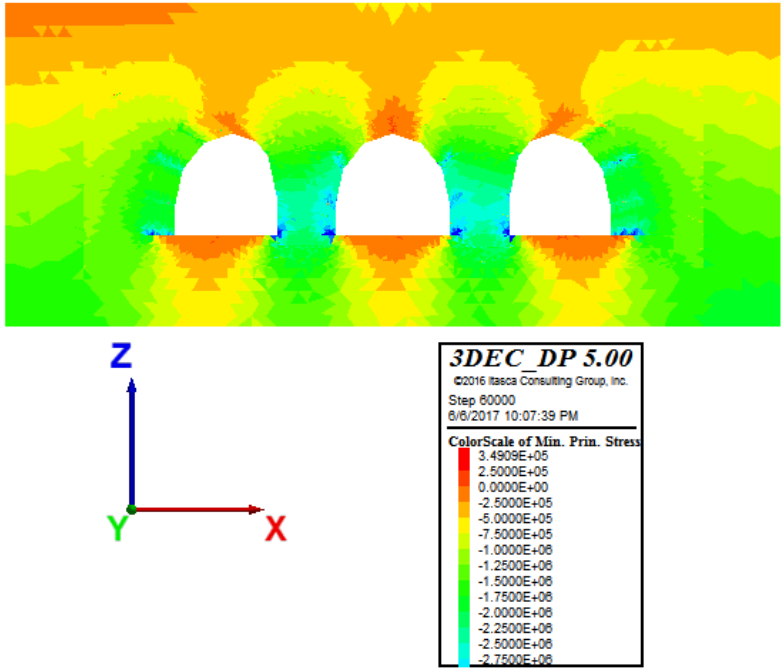 Z
Y
X
3DEC_DP 5.00
©2016 Itasca Consulting Group, Inc.
Step 60000
6/6/2017 10:07:39 PM
ColorScale of Min. Prin. Stress
3.4909E+05
2.5000E+05
0.0000E+00
-2.5000E+05
-5.0000E+05
-7.5000E+05
-1.0000E+06
-1.2500E+06
-1.5000E+06
-1.7500E+06
-2.0000E+06
-2.2500E+06
-2.5000E+06
-2.7500E+06